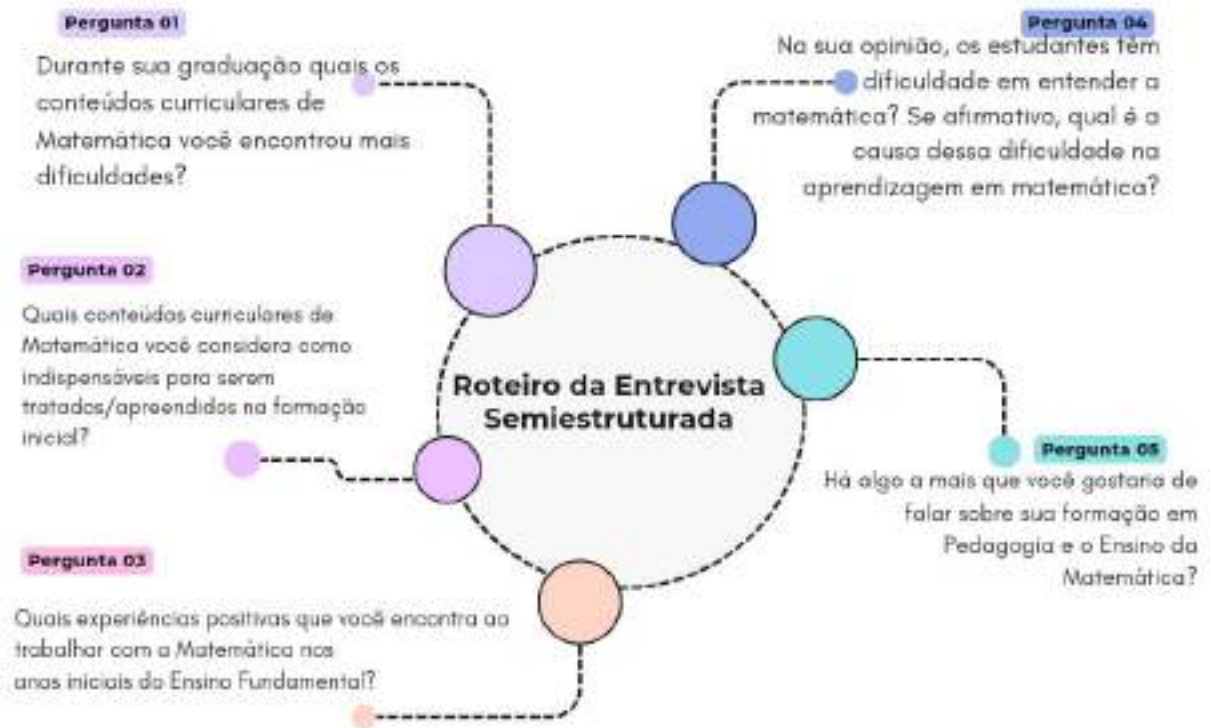 Pergunta 01
Durante sua graduação quais os
conteúdos curriculares de
Matemática você encontrou mais
dificuldades?
Pergunta 02
Quais conteúdos curriculares de
Matemática você considera como
indispensáveis para serem
tratados/apreendidos na formação
inicial?
Pergunta 03
Quais experiências positivas que você encontra ao
trabalhar com a Matemática nos
anos iniciais do Ensino Fundamental?
Roteiro da Entrevista
Semiestruturada
Pergunta 04
Na sua opinião, os estudantes têm
dificuldade em entender a
matemática? Se afirmativo, qual é a
causa dessa dificuldade na
aprendizagem em matemática?
Pergunta 05
Há algo a mais que você gostaria de
falar sobre sua formação em
Pedagogia e o Ensino da
Matemática?